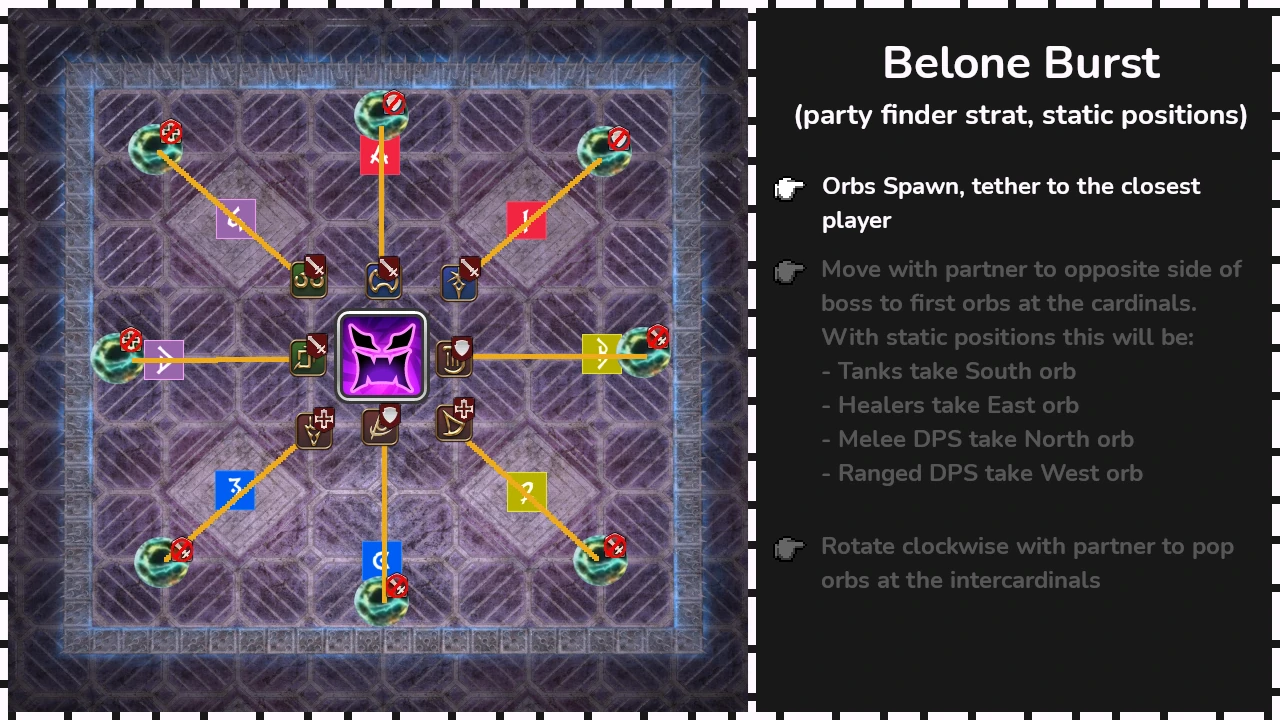 Belone Burst
(party finder strat, static positions)
Orbs Spawn, tether to the closest
player
Move with partner to opposite side of
boss to first orbs at the cardinals.
With static positions this will be:
- Tanks take South orb
- Healers take East orb
- Melee DPS take North orb
- Ranged DPS take West orb
Rotate clockwise with partner to pop
orbs at the intercardinals
A
1
3
2